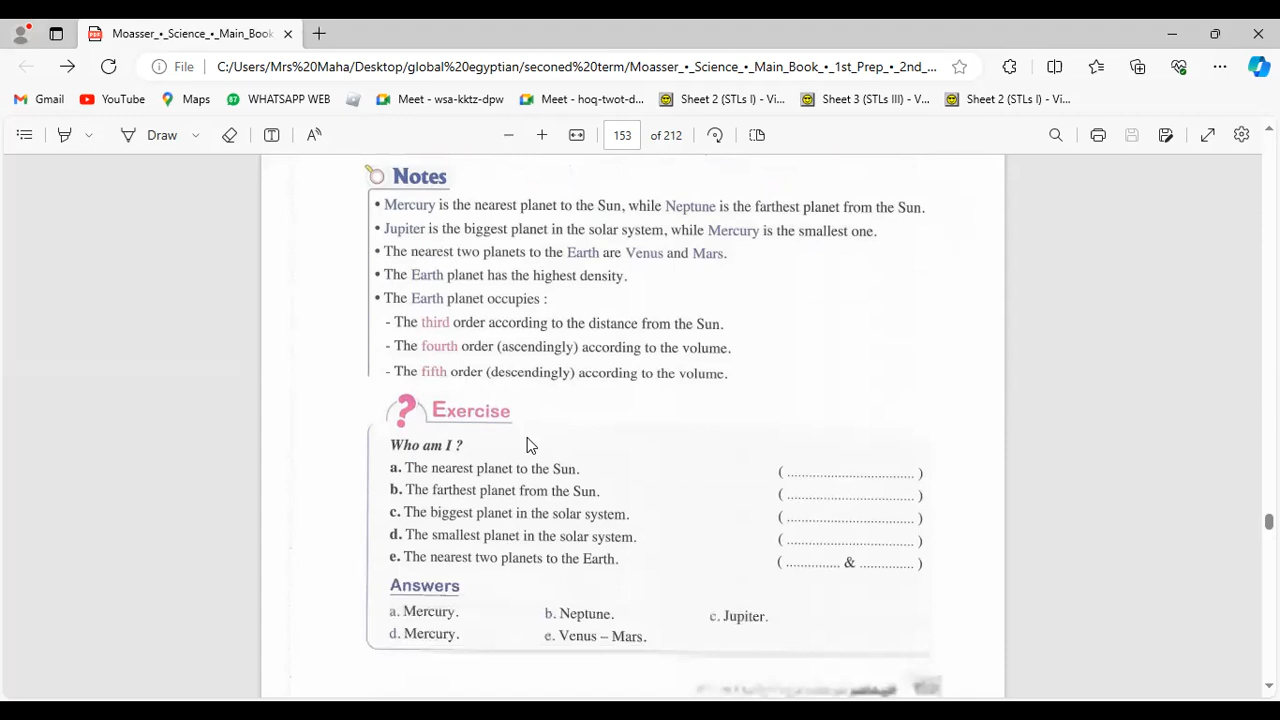 Moasser_•_Science_•_Main_Book
File
C:/Users/Mrs%20Maha/Desktop/global%20egyptian/seconed%20term/Moasser_•_Science_•_Main_Book_•_1st_Prep_•_2nd_...
Gmail
YouTube
Maps
WHATSAPP WEB
Meet - wsa-kktz-dpw
Meet - hoq-twot-d...
Sheet 2 (STLs I) - Vi...
Sheet 3 (STLs III) - V...
Sheet 2 (STLs I) - Vi...
Draw
153 of 212
Notes
• Mercury is the nearest planet to the Sun, while Neptune is the farthest planet from the Sun.
• Jupiter is the biggest planet in the solar system, while Mercury is the smallest one.
• The nearest two planets to the Earth are Venus and Mars.
• The Earth planet has the highest density.
• The Earth planet occupies :
- The third order according to the distance from the Sun.
- The fourth order (ascendingly) according to the volume.
- The fifth order (descendingly) according to the volume.
? Exercise
Who am I ?
a. The nearest planet to the Sun. ( ................................ )
b. The farthest planet from the Sun. ( ................................ )
c. The biggest planet in the solar system. ( ................................ )
d. The smallest planet in the solar system. ( ................................ )
e. The nearest two planets to the Earth. ( .............. & .............. )
Answers
a. Mercury. b. Neptune. c. Jupiter.
d. Mercury. e. Venus – Mars.